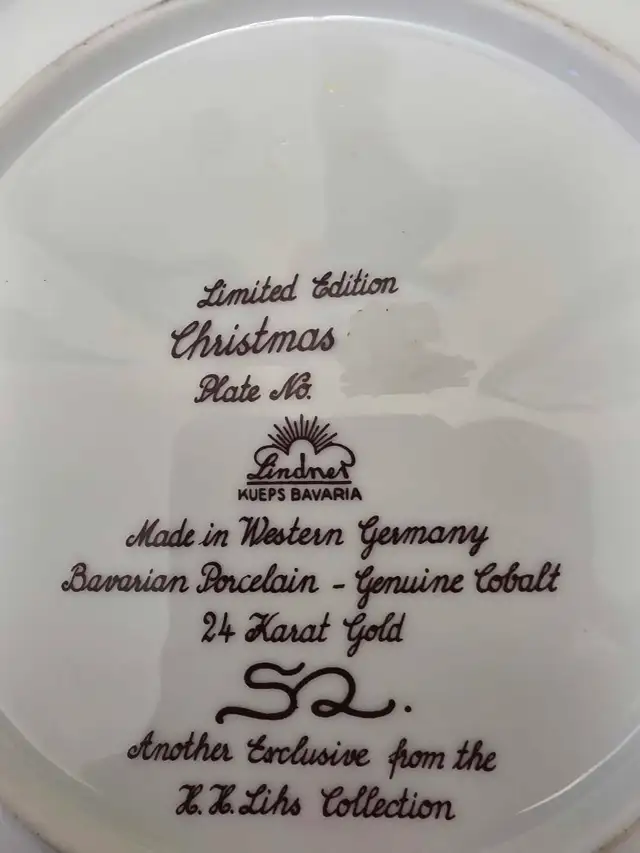 Limited Edition
Christmas
Plate No.
Lindner
KUEPS BAVARIA
Made in Western Germany
Bavarian Porcelain - Genuine Cobalt
24 Karat Gold
Another Exclusive from the
H.H.Lihs Collection